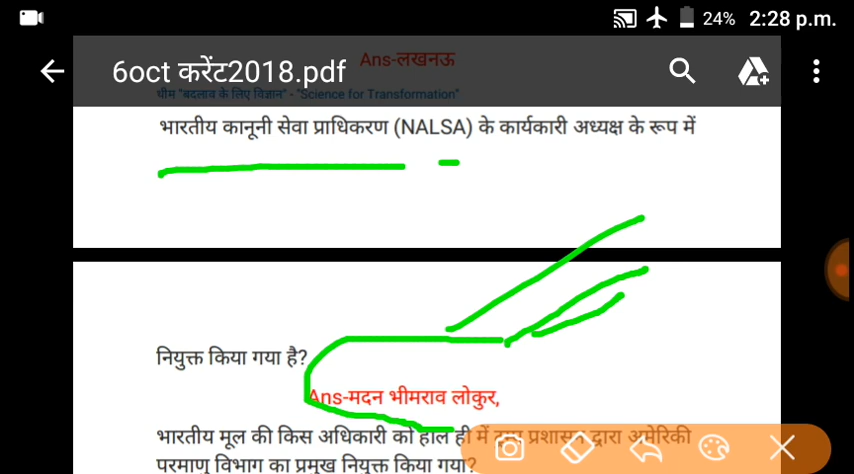 24% 2:28 p.m.
6oct करेंट2018.pdf
Ans-लखनऊ
थीम "बदलाव के लिए विज्ञान" - "Science for Transformation"
भारतीय कानूनी सेवा प्राधिकरण (NALSA) के कार्यकारी अध्यक्ष के रूप में
नियुक्त किया गया है?
Ans-मदन भीमराव लोकुर,
भारतीय मूल की किस अधिकारी को हाल ही में ट्रम्प प्रशासन द्वारा अमेरिकी
परमाणु विभाग का प्रमुख नियुक्त किया गया?